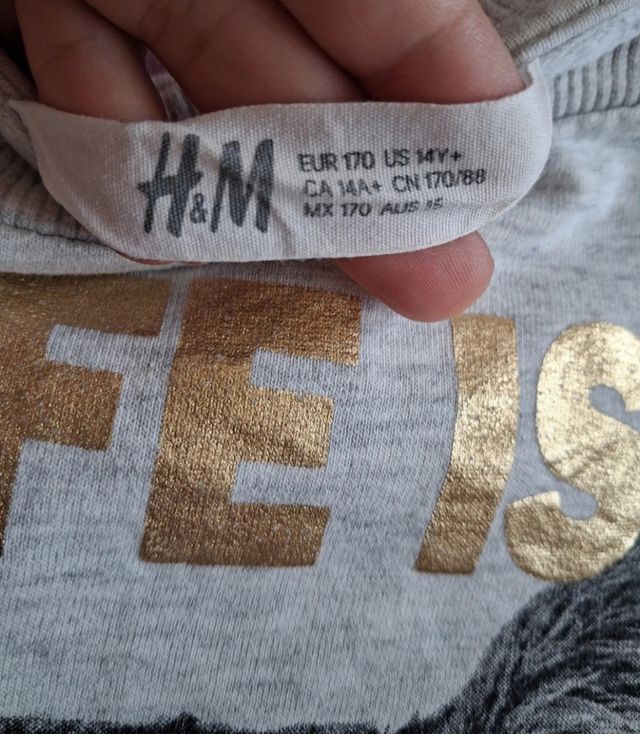 H&M
EUR 170 US 14Y+
CA 14A+ CN 170/88
MX 170 AUS 15
FE IS